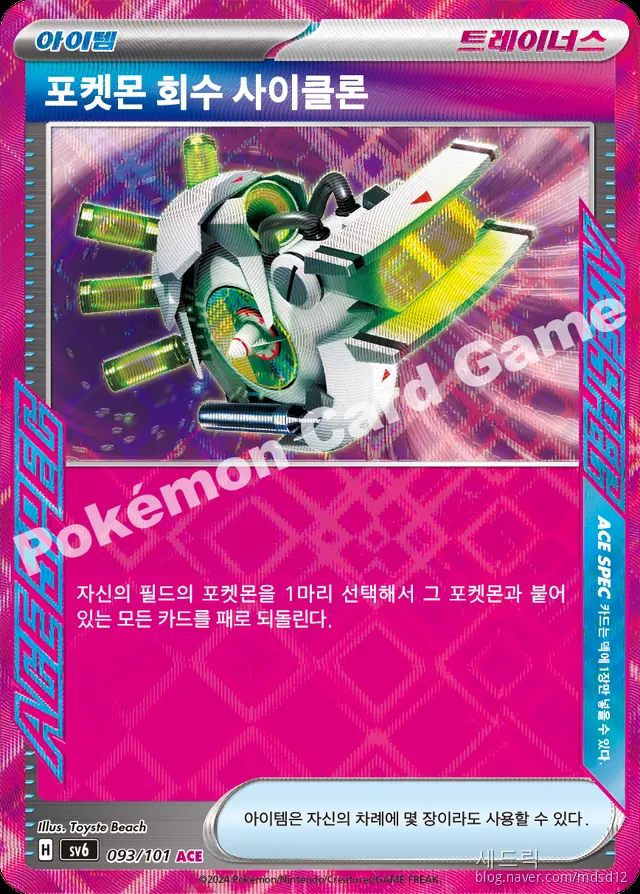 아이템
트레이너스
포켓몬 회수 사이클론
Pokémon Card Game
ACE SPEC
ACE SPEC
자신의 필드의 포켓몬을 1마리 선택해서 그 포켓몬과 붙어
있는 모든 카드를 패로 되돌린다.
ACE SPEC 카드는 덱에 1장만 넣을 수 있다.
아이템은 자신의 차례에 몇 장이라도 사용할 수 있다.
Illus. Toyste Beach
H sv6 093/101 ACE
©2024 Pokémon/Nintendo/Creatures/GAME FREAK.
세드릭
blog.naver.com/mdsd12